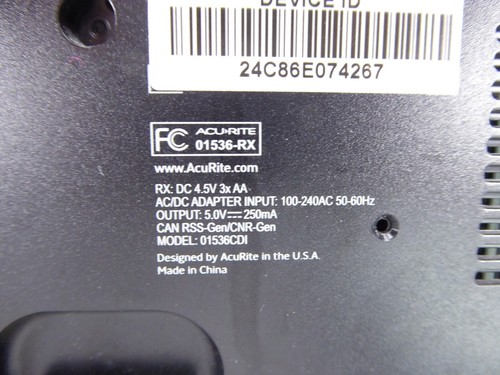 DEVICE ID
24C86E074267
FC ACU>RITE
01536-RX
www.AcuRite.com
RX: DC 4.5V 3x AA
AC/DC ADAPTER INPUT: 100-240AC 50-60Hz
OUTPUT: 5.0V⎓250mA
CAN RSS-Gen/CNR-Gen
MODEL: 01536CDI
Designed by AcuRite in the U.S.A.
Made in China